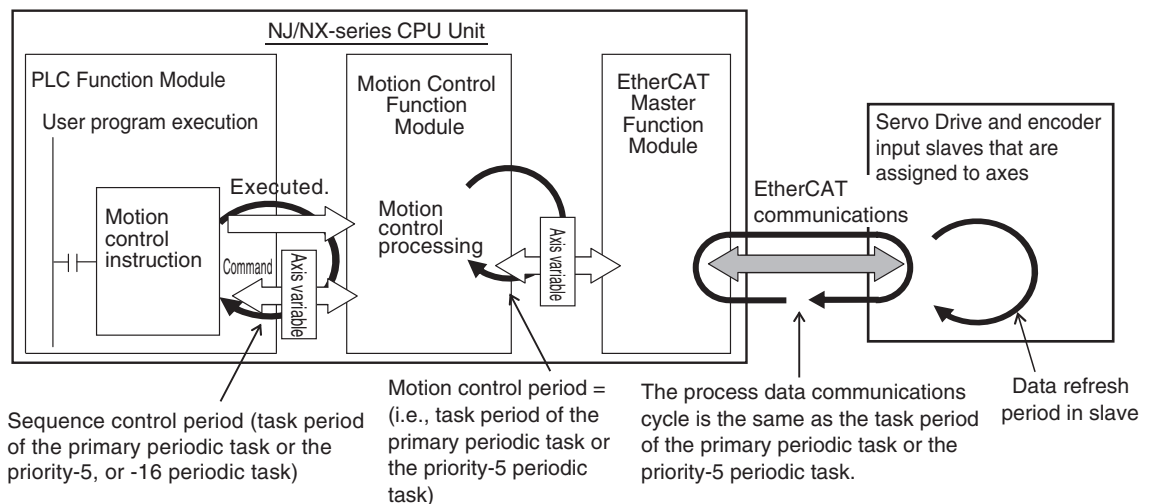 NJ/NX-series CPU Unit
PLC Function Module
User program execution
Motion
control
instruction
Executed.
Command
Axis variable
Motion Control
Function
Module
Motion
control
processing
Axis variable
EtherCAT
Master
Function
Module
EtherCAT
communications
Servo Drive and encoder
input slaves that are
assigned to axes
Sequence control period (task period
of the primary periodic task or the
priority-5, or -16 periodic task)
Motion control period =
(i.e., task period of the
primary periodic task or
the priority-5 periodic
task)
The process data communications
cycle is the same as the task period
of the primary periodic task or the
priority-5 periodic task.
Data refresh
period in slave